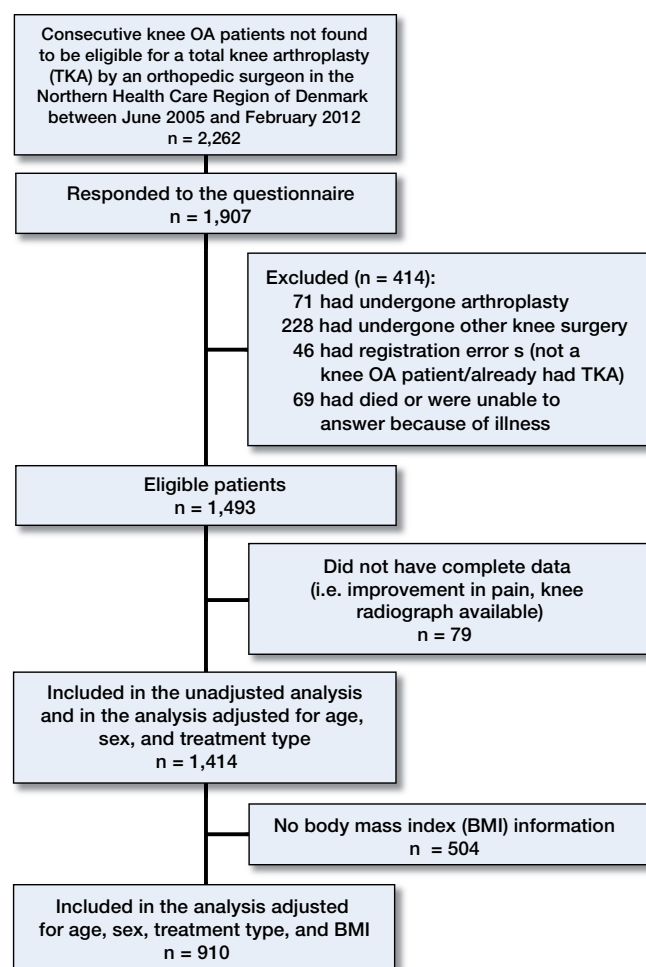 Consecutive knee OA patients not found
to be eligible for a total knee arthroplasty
(TKA) by an orthopedic surgeon in the
Northern Health Care Region of Denmark
between June 2005 and February 2012
n = 2,262
Responded to the questionnaire
n = 1,907
Excluded (n = 414):
71 had undergone arthroplasty
228 had undergone other knee surgery
46 had registration error s (not a
knee OA patient/already had TKA)
69 had died or were unable to
answer because of illness
Eligible patients
n = 1,493
Did not have complete data
(i.e. improvement in pain, knee
radiograph available)
n = 79
Included in the unadjusted analysis
and in the analysis adjusted for age,
sex, and treatment type
n = 1,414
No body mass index (BMI) information
n = 504
Included in the analysis adjusted
for age, sex, treatment type, and BMI
n = 910